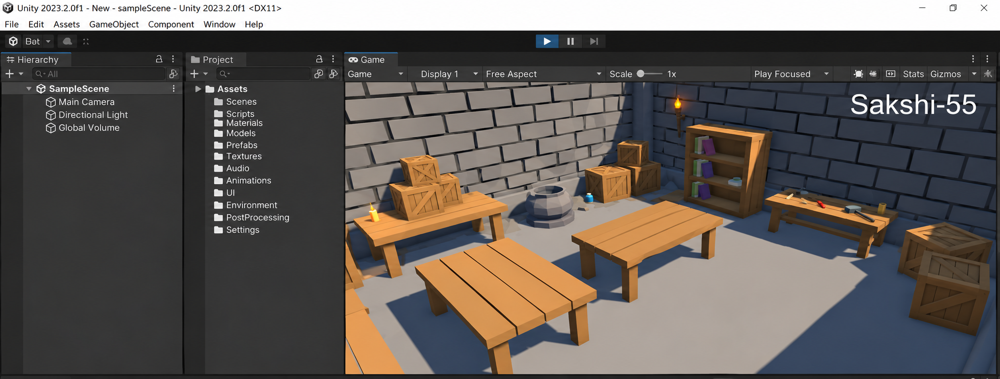 Unity 2023.2.0f1 - New - sampleScene - Unity 2023.2.0f1 <DX11>
File Edit Assets GameObject Component Window Help
Bat
Hierarchy
All
SampleScene
Main Camera
Directional Light
Global Volume
Project
Assets
Scenes
Scripts
Materials
Models
Prefabs
Textures
Audio
Animations
UI
Environment
PostProcessing
Settings
Game
Game Display 1 Free Aspect Scale 1x Play Focused Stats Gizmos
Sakshi-55